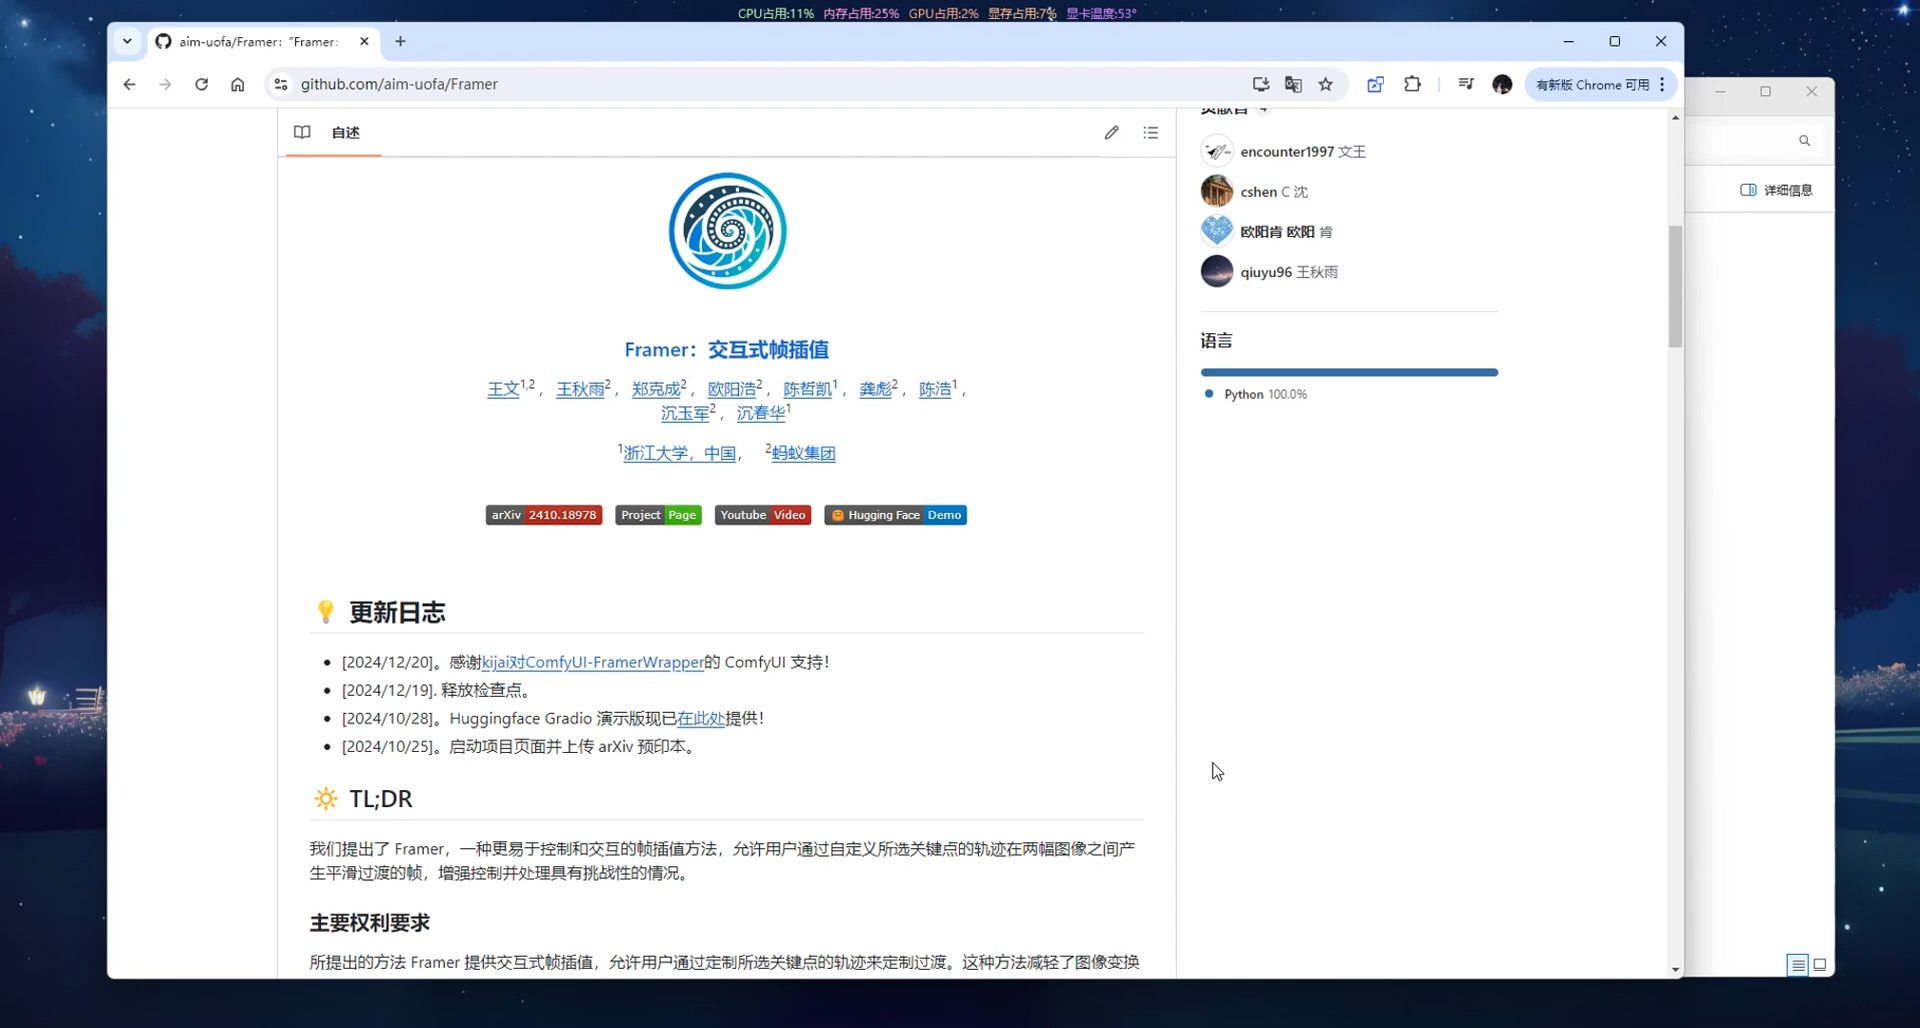 CPU占用:11% 内存占用:25% GPU占用:2% 显存占用:7% 显卡温度:53°
aim-uofa/Framer: "Framer:
github.com/aim-uofa/Framer
有新版 Chrome 可用
详细信息
自述
贡献者 4
encounter1997 文王
cshen C 沈
欧阳肯 欧阳 肯
qiuyu96 王秋雨
语言
Python 100.0%
Framer：交互式帧插值
王文1,2，王秋雨2，郑克成2，欧阳浩2，陈哲凯1，龚彪2，陈浩1，
沉玉军2，沉春华1
1浙江大学，中国， 2蚂蚁集团
arXiv 2410.18978 Project Page Youtube Video Hugging Face Demo
更新日志
[2024/12/20]。感谢kijai对ComfyUI-FramerWrapper的 ComfyUI 支持！
[2024/12/19]. 释放检查点。
[2024/10/28]。Huggingface Gradio 演示版现已在此处提供！
[2024/10/25]。启动项目页面并上传 arXiv 预印本。
TL;DR
我们提出了 Framer，一种更易于控制和交互的帧插值方法，允许用户通过自定义所选关键点的轨迹在两幅图像之间产
生平滑过渡的帧，增强控制并处理具有挑战性的情况。
主要权利要求
所提出的方法 Framer 提供交互式帧插值，允许用户通过定制所选关键点的轨迹来定制过渡。这种方法减轻了图像变换